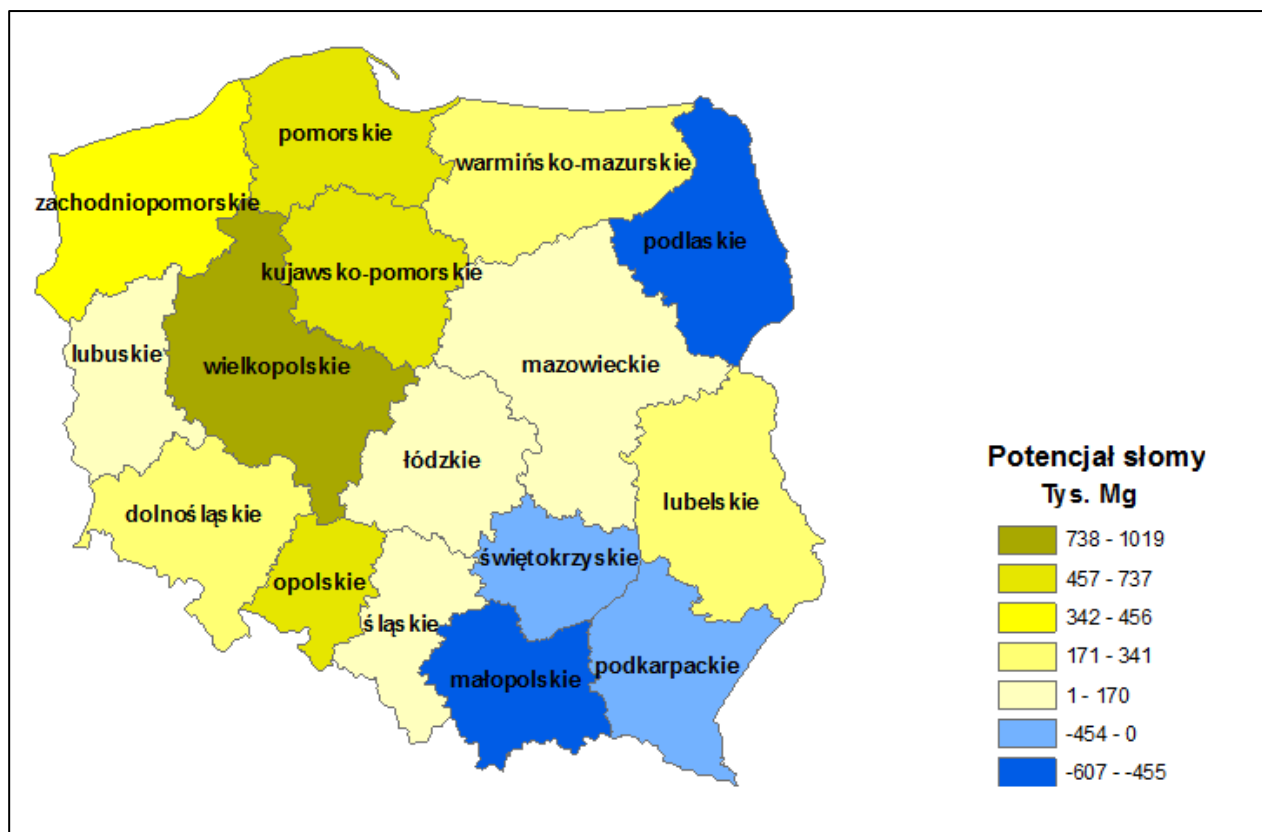 pomorskie
warmińsko-mazurskie
zachodniopomorskie
podlaskie
kujawsko-pomorskie
lubuskie
wielkopolskie
mazowieckie
łódzkie
lubelskie
dolnośląskie
świętokrzyskie
opolskie
śląskie
podkarpackie
małopolskie
Potencjał słomy
Tys. Mg
738 - 1019
457 - 737
342 - 456
171 - 341
1 - 170
-454 - 0
-607 - -455